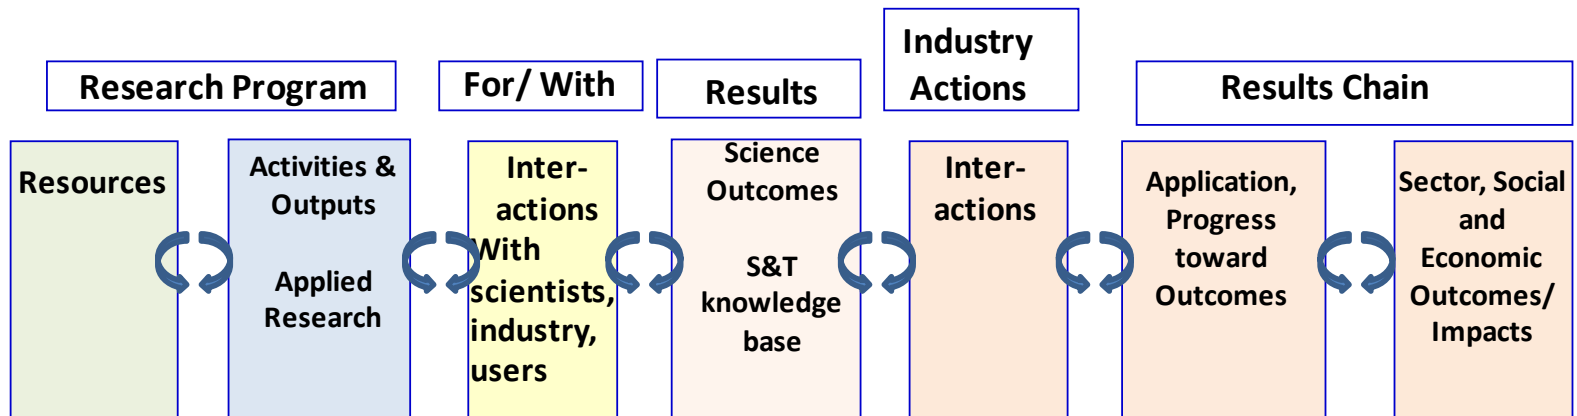 Research Program
For/ With
Results
Industry
Actions
Results Chain
Resources
Activities &
Outputs
Applied
Research
Inter-
actions
With
scientists,
industry,
users
Science
Outcomes
S&T
knowledge
base
Inter-
actions
Application,
Progress
toward
Outcomes
Sector, Social
and
Economic
Outcomes/
Impacts